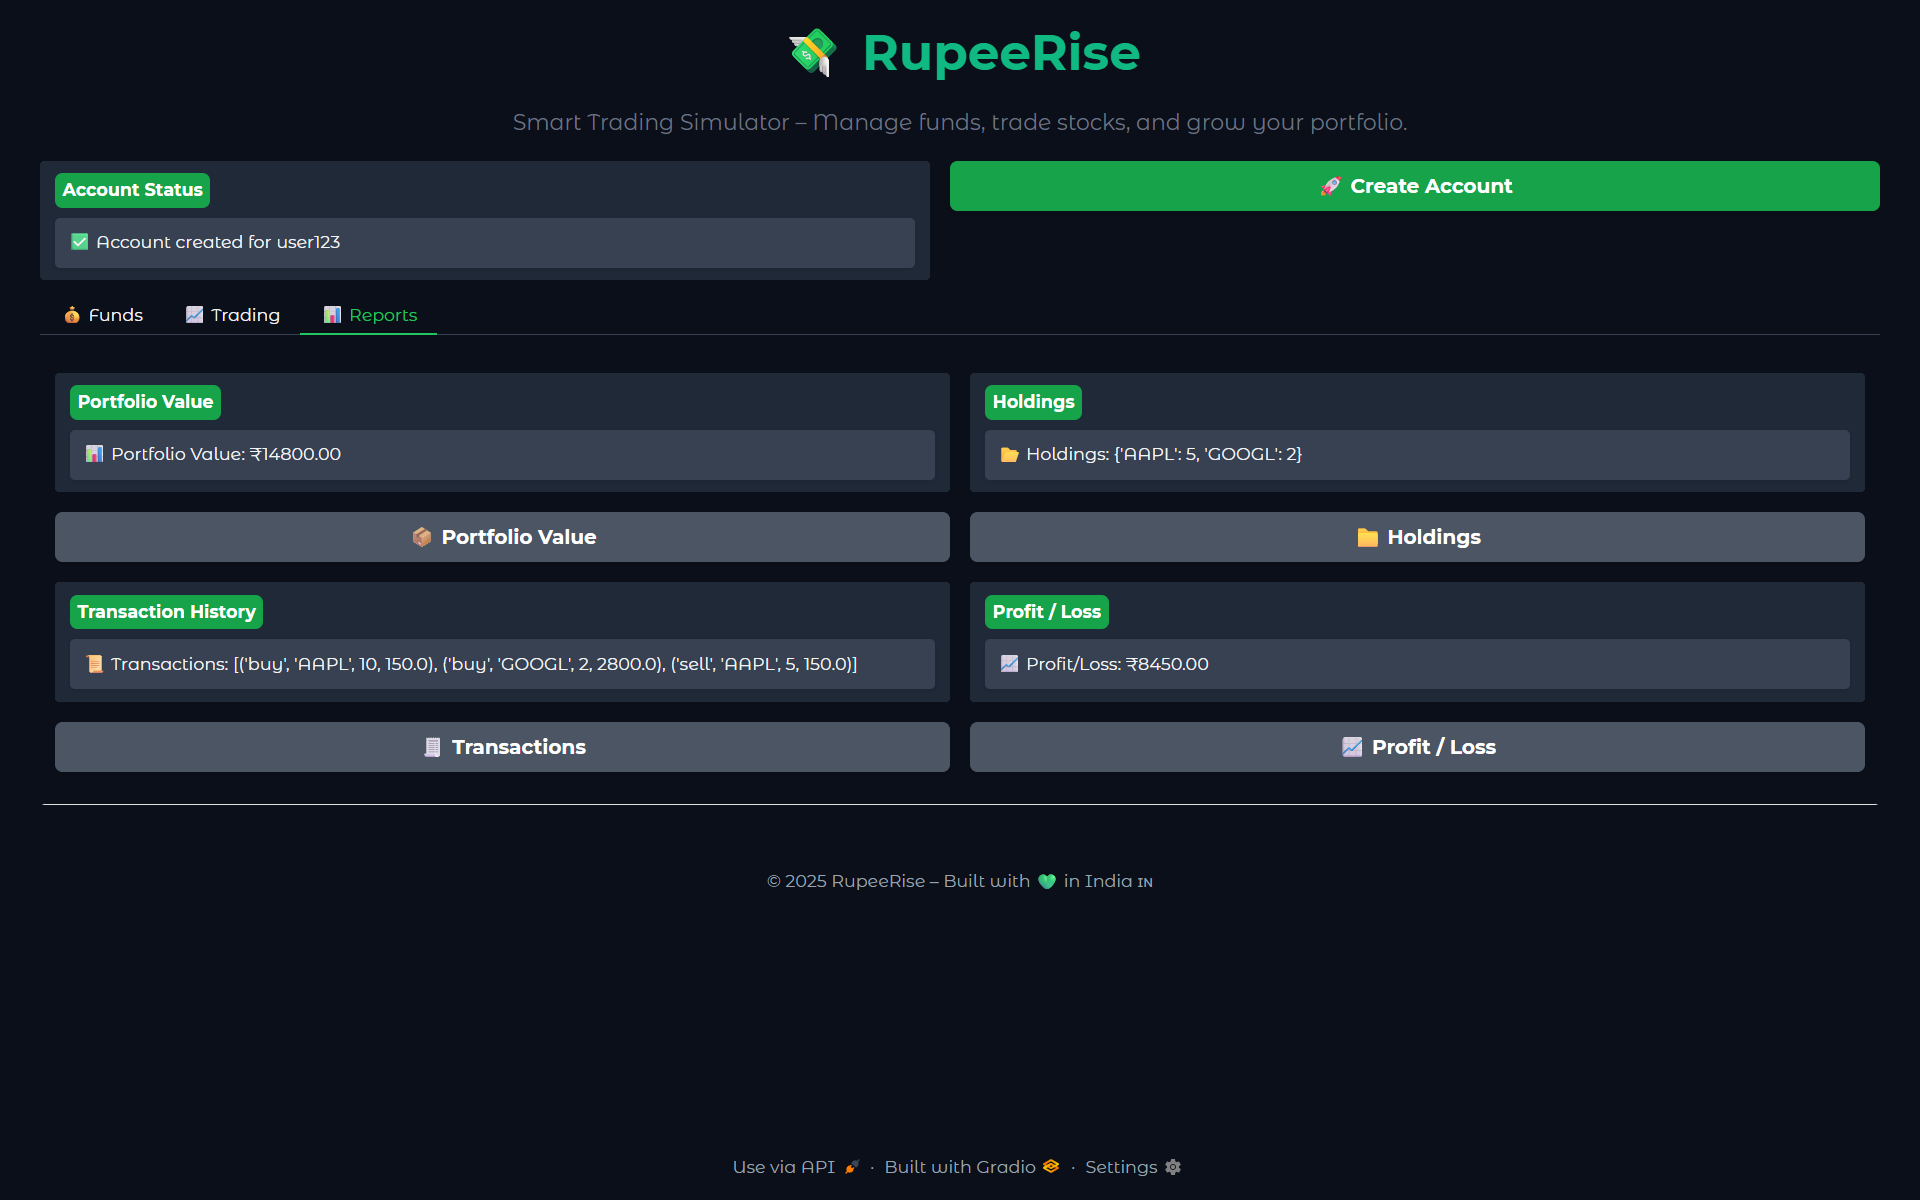 RupeeRise
Smart Trading Simulator – Manage funds, trade stocks, and grow your portfolio.
Account Status
✅ Account created for user123
🚀 Create Account
💰 Funds
📈 Trading
📊 Reports
Portfolio Value
📊 Portfolio Value: ₹14800.00
Holdings
📂 Holdings: {'AAPL': 5, 'GOOGL': 2}
📦 Portfolio Value
📁 Holdings
Transaction History
📜 Transactions: [('buy', 'AAPL', 10, 150.0), ('buy', 'GOOGL', 2, 2800.0), ('sell', 'AAPL', 5, 150.0)]
Profit / Loss
📈 Profit/Loss: ₹8450.00
🧾 Transactions
📈 Profit / Loss
© 2025 RupeeRise – Built with 💚 in India IN
Use via API 🚀 · Built with Gradio · Settings ⚙️